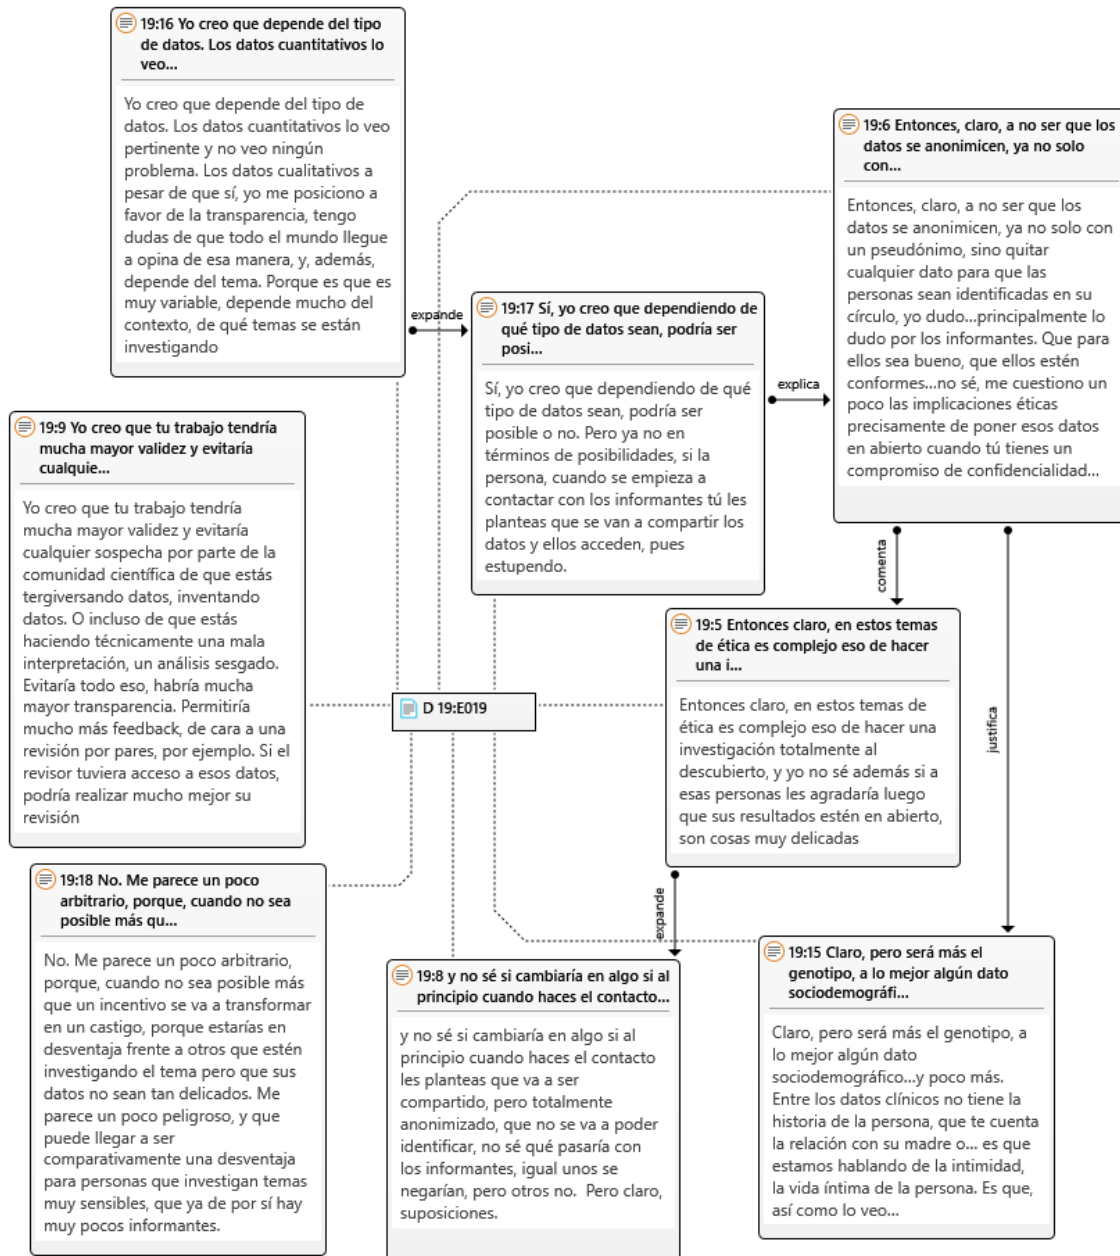 19:16 Yo creo que depende del tipo
de datos. Los datos cuantitativos lo
veo...
Yo creo que depende del tipo de
datos. Los datos cuantitativos lo veo
pertinente y no veo ningún
problema. Los datos cualitativos a
pesar de que sí, yo me posiciono a
favor de la transparencia, tengo
dudas de que todo el mundo llegue
a opina de esa manera, y, además,
depende del tema. Porque es que es
muy variable, depende mucho del
contexto, de qué temas se están
investigando
19:6 Entonces, claro, a no ser que los
datos se anonimicen, ya no solo
con...
Entonces, claro, a no ser que los
datos se anonimicen, ya no solo con
un pseudónimo, sino quitar
cualquier dato para que las
personas sean identificadas en su
círculo, yo dudo...principalmente lo
dudo por los informantes. Que para
ellos sea bueno, que ellos estén
conformes...no sé, me cuestiono un
poco las implicaciones éticas
precisamente de poner esos datos
en abierto cuando tú tienes un
compromiso de confidencialidad...
expande
19:17 Sí, yo creo que dependiendo de
qué tipo de datos sean, podría ser
posi...
Sí, yo creo que dependiendo de qué
tipo de datos sean, podría ser
posible o no. Pero ya no en
términos de posibilidades, si la
persona, cuando se empieza a
contactar con los informantes tú les
planteas que se van a compartir los
datos y ellos acceden, pues
estupendo.
explica
19:9 Yo creo que tu trabajo tendría
mucha mayor validez y evitaría
cualquie...
Yo creo que tu trabajo tendría
mucha mayor validez y evitaría
cualquier sospecha por parte de la
comunidad científica de que estás
tergiversando datos, inventando
datos. O incluso de que estás
haciendo técnicamente una mala
interpretación, un análisis sesgado.
Evitaría todo eso, habría mucha
mayor transparencia. Permitiría
mucho más feedback, de cara a una
revisión por pares, por ejemplo. Si el
revisor tuviera acceso a esos datos,
podría realizar mucho mejor su
revisión
comenta
justifica
D 19:E019
19:5 Entonces claro, en estos temas
de ética es complejo eso de hacer
una i...
Entonces claro, en estos temas de
ética es complejo eso de hacer una
investigación totalmente al
descubierto, y yo no sé además si a
esas personas les agradaría luego
que sus resultados estén en abierto,
son cosas muy delicadas
expande
19:18 No. Me parece un poco
arbitrario, porque, cuando no sea
posible más qu...
No. Me parece un poco arbitrario,
porque, cuando no sea posible más
que un incentivo se va a transformar
en un castigo, porque estarías en
desventaja frente a otros que estén
investigando el tema pero que sus
datos no sean tan delicados. Me
parece un poco peligroso, y que
puede llegar a ser
comparativamente una desventaja
para personas que investigan temas
muy sensibles, que ya de por sí hay
muy pocos informantes.
19:8 y no sé si cambiaría en algo si al
principio cuando haces el contacto...
y no sé si cambiaría en algo si al
principio cuando haces el contacto
les planteas que va a ser
compartido, pero totalmente
anonimizado, que no se va a poder
identificar, no sé qué pasaría con
los informantes, igual unos se
negarían, pero otros no.  Pero claro,
suposiciones.
19:15 Claro, pero será más el
genotipo, a lo mejor algún dato
sociodemográfi...
Claro, pero será más el genotipo, a
lo mejor algún dato
sociodemográfico...y poco más.
Entre los datos clínicos no tiene la
historia de la persona, que te cuenta
la relación con su madre o... es que
estamos hablando de la intimidad,
la vida íntima de la persona. Es que,
así como lo veo...